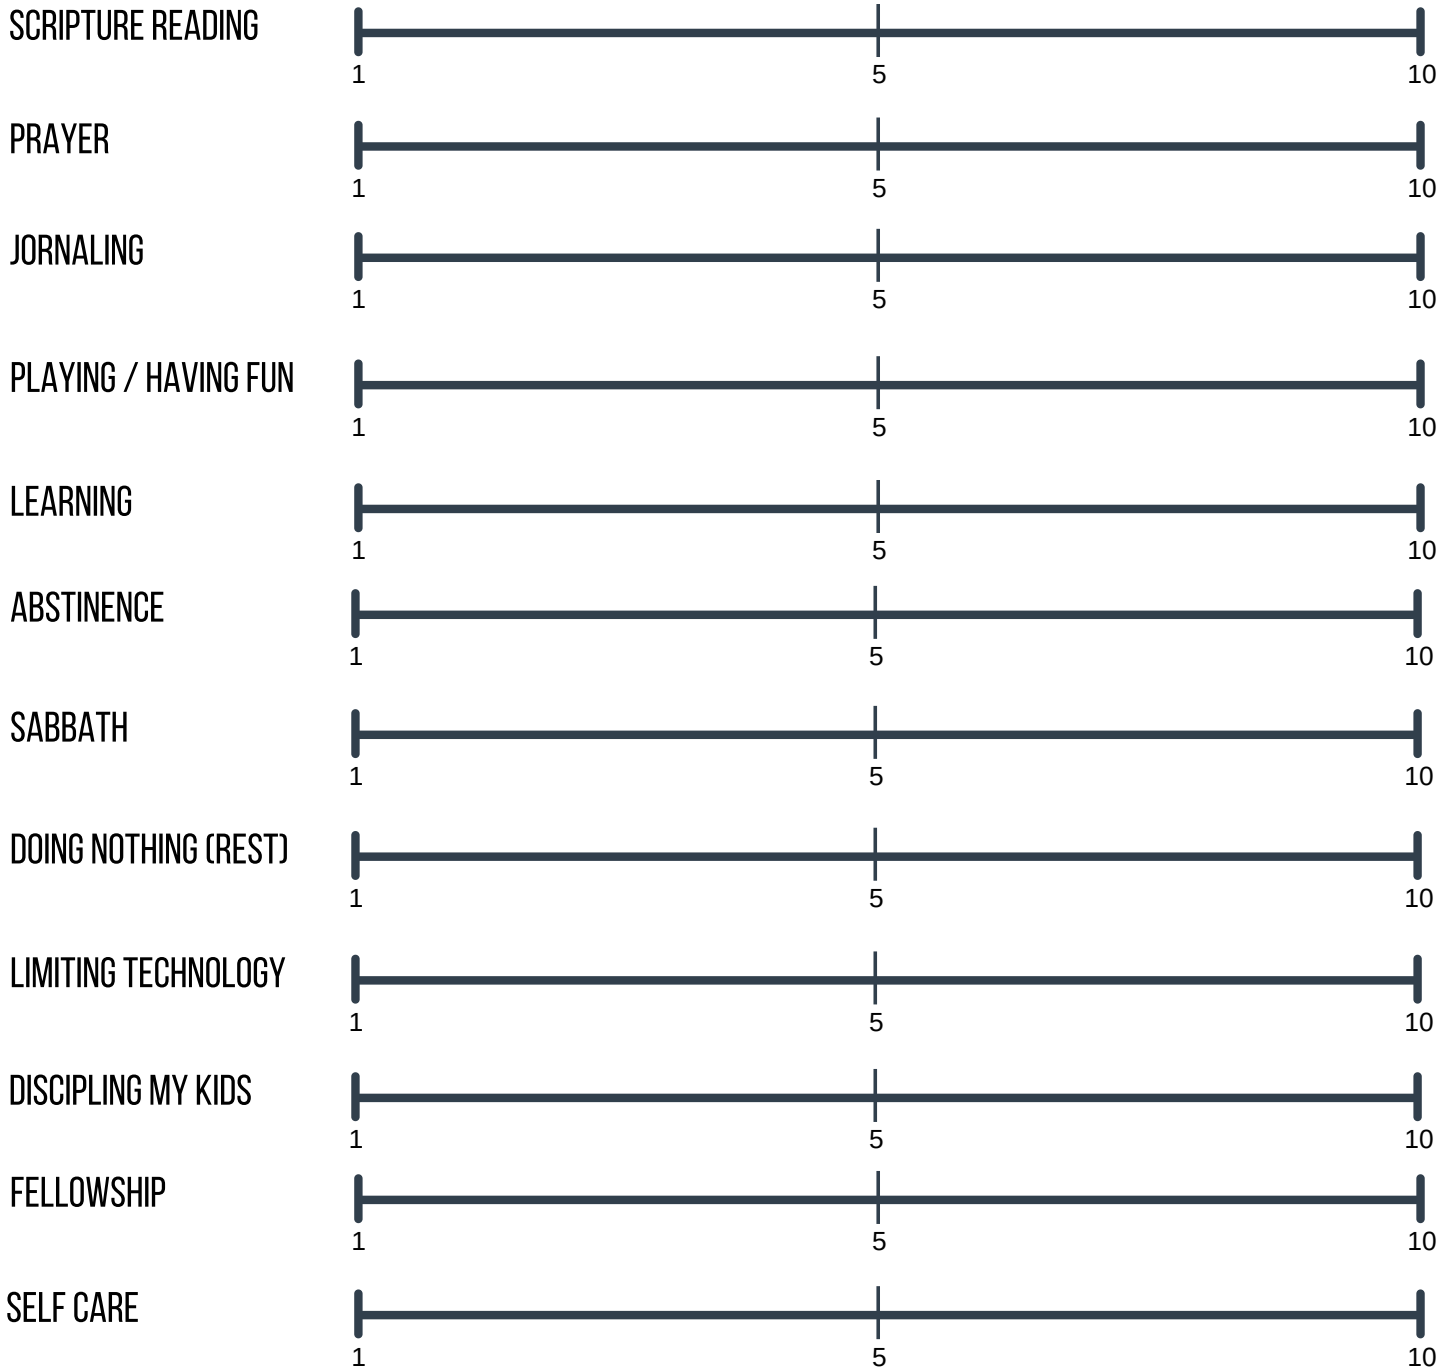 SCRIPTURE READING
1 5 10
PRAYER
1 5 10
JORNALING
1 5 10
PLAYING / HAVING FUN
1 5 10
LEARNING
1 5 10
ABSTINENCE
1 5 10
SABBATH
1 5 10
DOING NOTHING (REST)
1 5 10
LIMITING TECHNOLOGY
1 5 10
DISCIPLING MY KIDS
1 5 10
FELLOWSHIP
1 5 10
SELF CARE
1 5 10